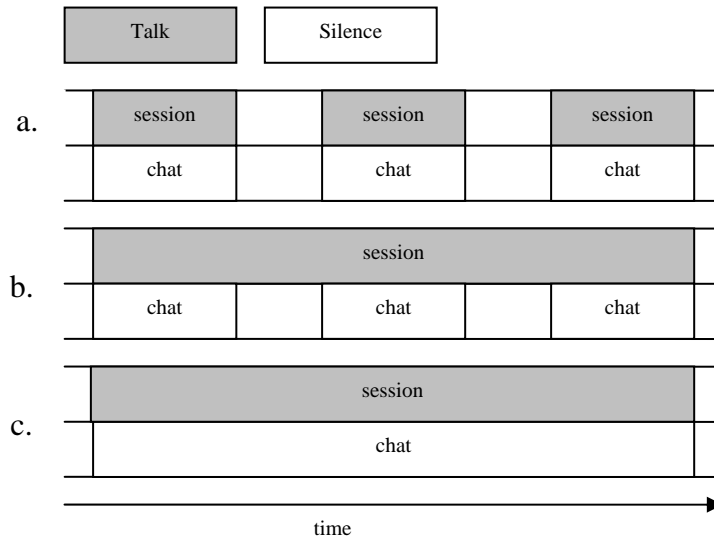 Talk Silence
a. session session session
chat chat chat
session
b. chat chat chat
session
c. chat
time